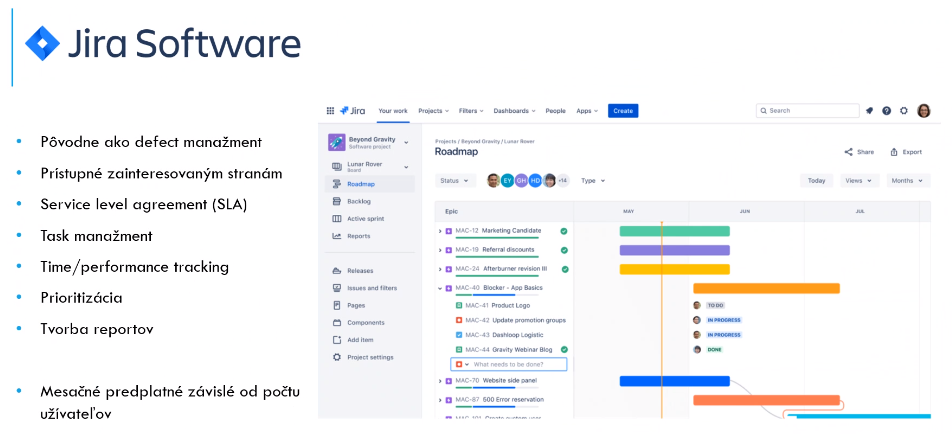 Jira Software
• Pôvodne ako defect manažment
• Prístupné zainteresovaným stranám
• Service level agreement (SLA)
• Task manažment
• Time/performance tracking
• Prioritizácia
• Tvorba reportov
• Mesačné predplatné závislé od počtu
užívateľov
Jira Your work Projects Filters Dashboards People Apps Create Search
Beyond Gravity
Software project
Lunar Rover
Board
Roadmap
Backlog
Active sprint
Reports
Releases
Issues and filters
Pages
Components
Add item
Project settings
Projects / Beyond Gravity / Lunar Rover
Roadmap
Share Export
Status EY GH HD +14 Type Today Views Months
Epic MAY JUN JUL
MAC-12 Marketing Candidate
MAC-19 Referral discounts
MAC-24 Afterburner revision III
MAC-40 Blocker - App Basics
MAC-41 Product Logo TO DO
MAC-42 Update promotion groups IN PROGRESS
MAC-43 Dashloop Logistic IN PROGRESS
MAC-44 Gravity Webinar Blog DONE
What needs to be done?
MAC-70 Website side panel
MAC-87 500 Error reservation